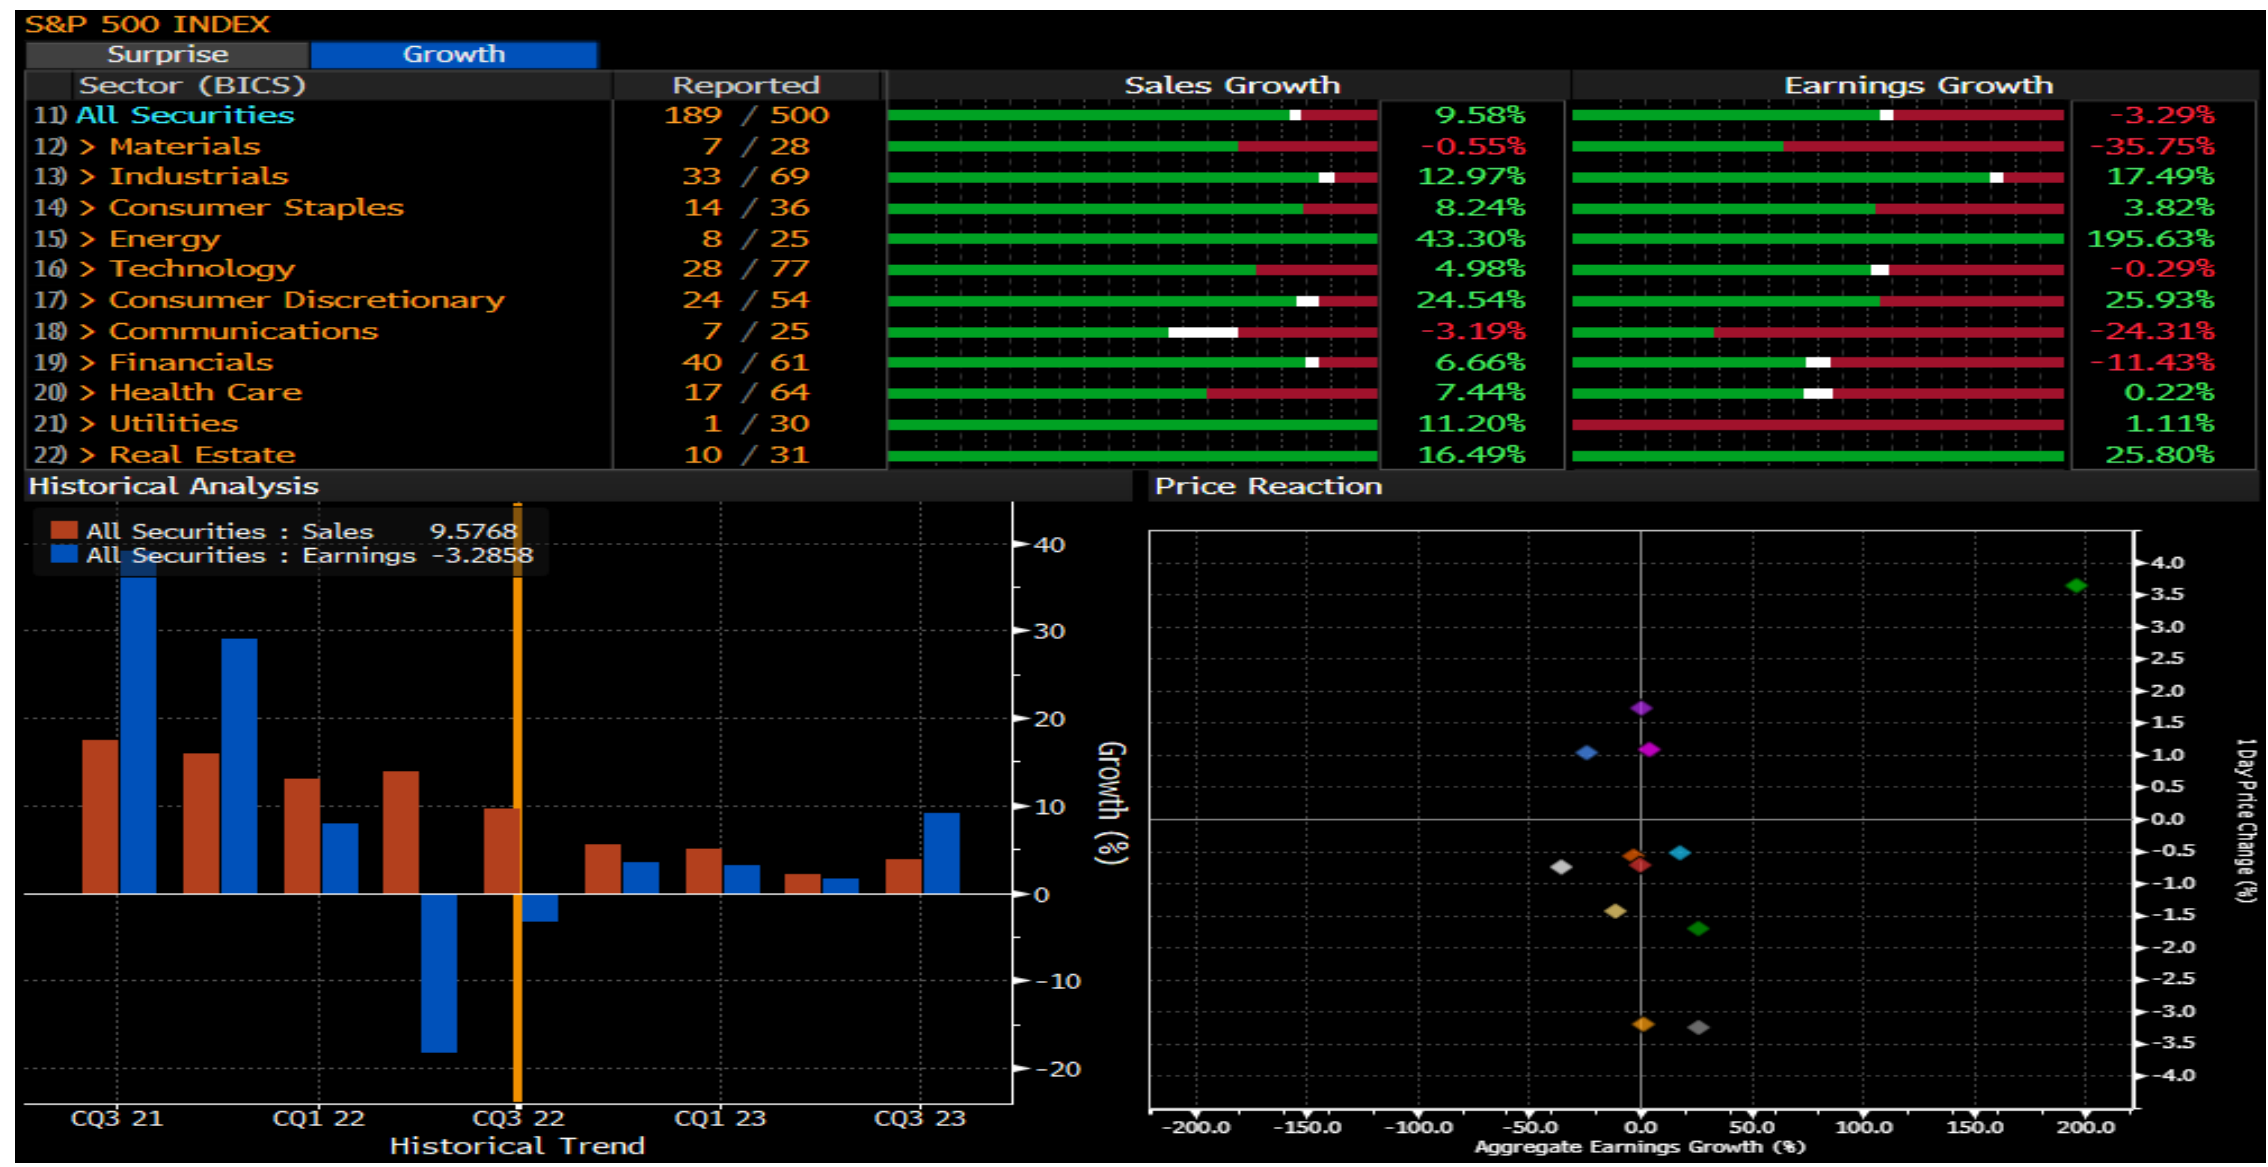 S&P 500 INDEX
Surprise Growth
Sector (BICS) Reported Sales Growth Earnings Growth
11) All Securities 189 / 500 9.58% -3.29%
12) > Materials 7 / 28 -0.55% -35.75%
13) > Industrials 33 / 69 12.97% 17.49%
14) > Consumer Staples 14 / 36 8.24% 3.82%
15) > Energy 8 / 25 43.30% 195.63%
16) > Technology 28 / 77 4.98% -0.29%
17) > Consumer Discretionary 24 / 54 24.54% 25.93%
18) > Communications 7 / 25 -3.19% -24.31%
19) > Financials 40 / 61 6.66% -11.43%
20) > Health Care 17 / 64 7.44% 0.22%
21) > Utilities 1 / 30 11.20% 1.11%
22) > Real Estate 10 / 31 16.49% 25.80%
Historical Analysis
All Securities : Sales 9.5768
All Securities : Earnings -3.2858
40
30
20
10
0
-10
-20
Growth (%)
CQ3 21 CQ1 22 CQ3 22 CQ1 23 CQ3 23
Historical Trend
Price Reaction
4.0
3.5
3.0
2.5
2.0
1.5
1.0
0.5
0.0
-0.5
-1.0
-1.5
-2.0
-2.5
-3.0
-3.5
-4.0
1 Day Price Change (%)
-200.0 -150.0 -100.0 -50.0 0.0 50.0 100.0 150.0 200.0
Aggregate Earnings Growth (%)